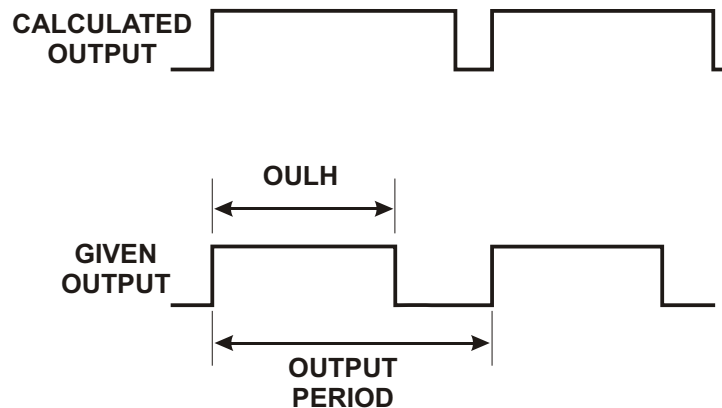 CALCULATED
OUTPUT
OULH
GIVEN
OUTPUT
OUTPUT
PERIOD